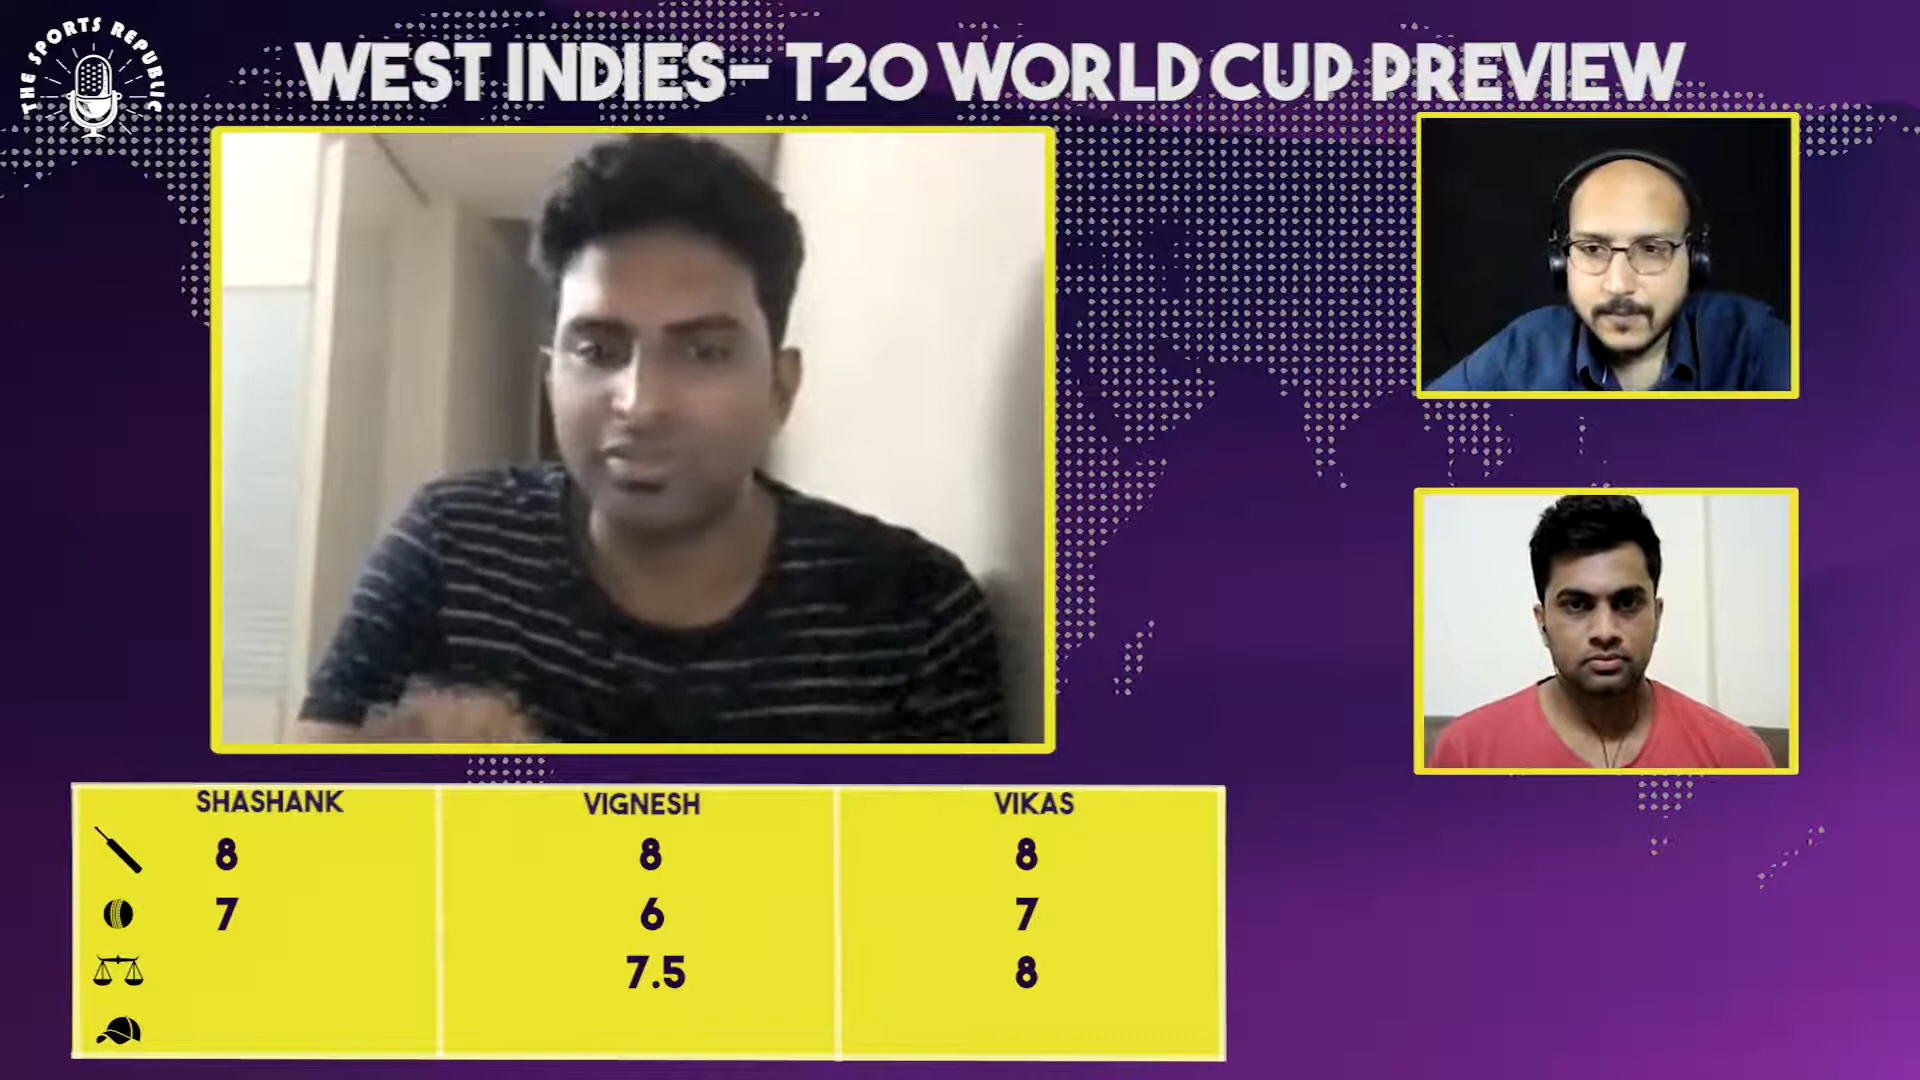 THE SPORTS REPUBLIC
WEST INDIES- T20 WORLD CUP PREVIEW
SHASHANK VIGNESH VIKAS
8 8 8
7 6 7
7.5 8